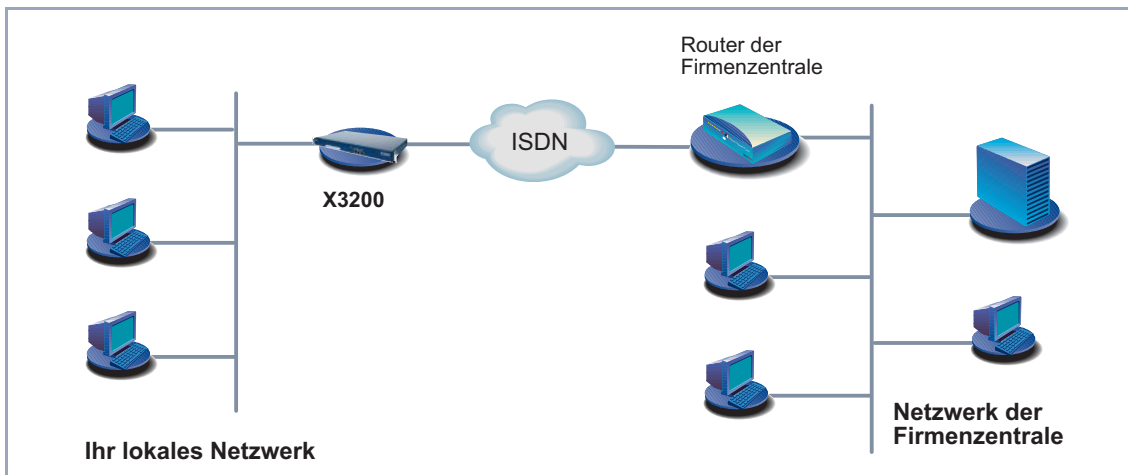 Router der
Firmenzentrale
ISDN
X3200
Netzwerk der
Firmenzentrale
Ihr lokales Netzwerk